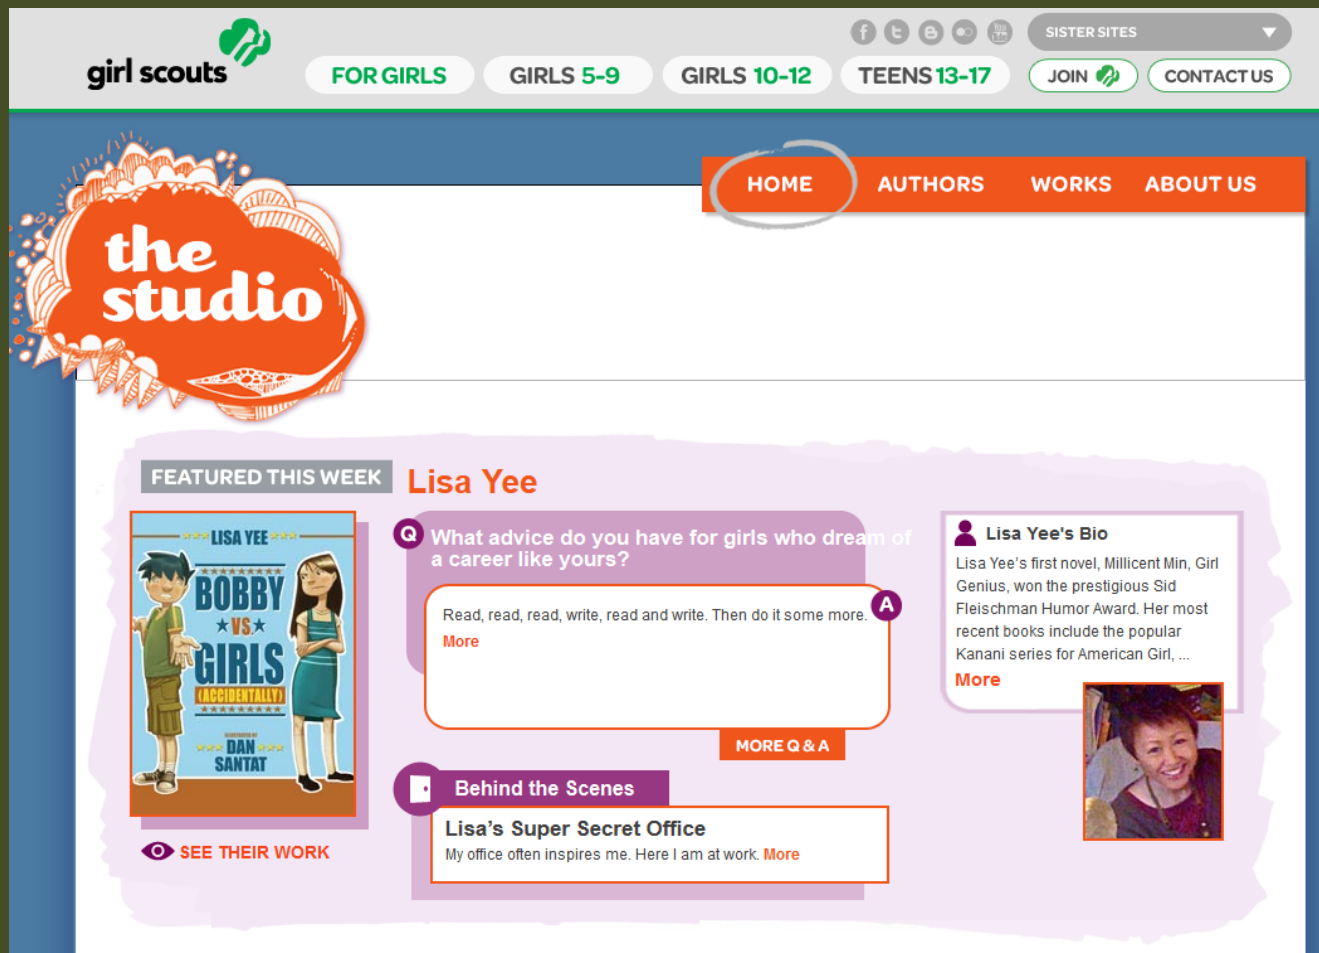 SISTER SITES
girl scouts
FOR GIRLS
GIRLS 5-9
GIRLS 10-12
TEENS 13-17
JOIN
CONTACT US
HOME
AUTHORS
WORKS
ABOUT US
the
studio
FEATURED THIS WEEK
Lisa Yee
LISA YEE
BOBBY
VS.
GIRLS
(ACCIDENTALLY)
ILLUSTRATED BY
DAN
SANTAT
SEE THEIR WORK
Q
What advice do you have for girls who dream of
a career like yours?
A
Read, read, read, write, read and write. Then do it some more.
More
MORE Q & A
Behind the Scenes
Lisa's Super Secret Office
My office often inspires me. Here I am at work. More
Lisa Yee's Bio
Lisa Yee's first novel, Millicent Min, Girl
Genius, won the prestigious Sid
Fleischman Humor Award. Her most
recent books include the popular
Kanani series for American Girl, ...
More